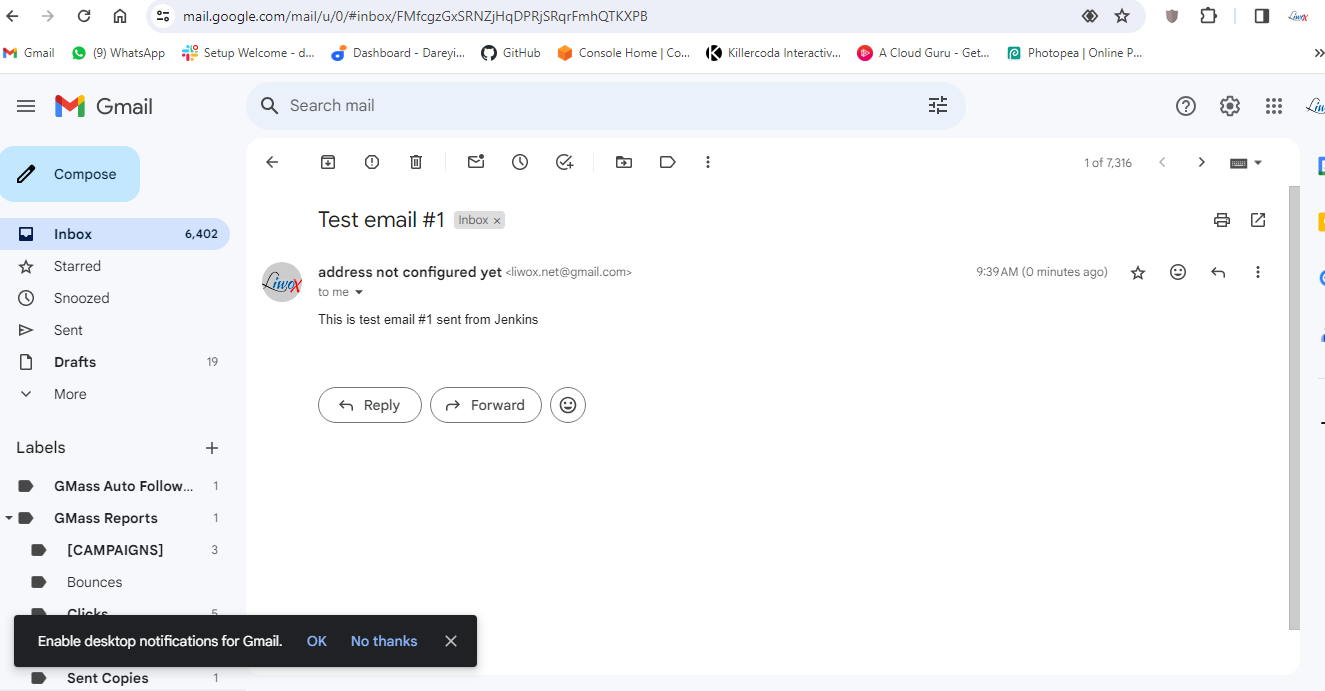 mail.google.com/mail/u/0/#inbox/FMfcgzGxSRNZjHqDPRjSRqrFmhQTKXPB
Liwox
Gmail (9) WhatsApp Setup Welcome - d... Dashboard - Dareyi... GitHub Console Home | Co... Killercoda Interactiv... A Cloud Guru - Get... Photopea | Online P... »
Gmail
Search mail
Compose
1 of 7,316
Test email #1 Inbox ×
Inbox 6,402
Starred
Snoozed
Sent
Drafts 19
More
Liwox
address not configured yet <liwox.net@gmail.com>
9:39 AM (0 minutes ago)
to me
This is test email #1 sent from Jenkins
Reply Forward
Labels +
GMass Auto Follow... 1
GMass Reports 1
[CAMPAIGNS] 3
Bounces
Clicks 5
Enable desktop notifications for Gmail. OK No thanks
Sent Copies 1